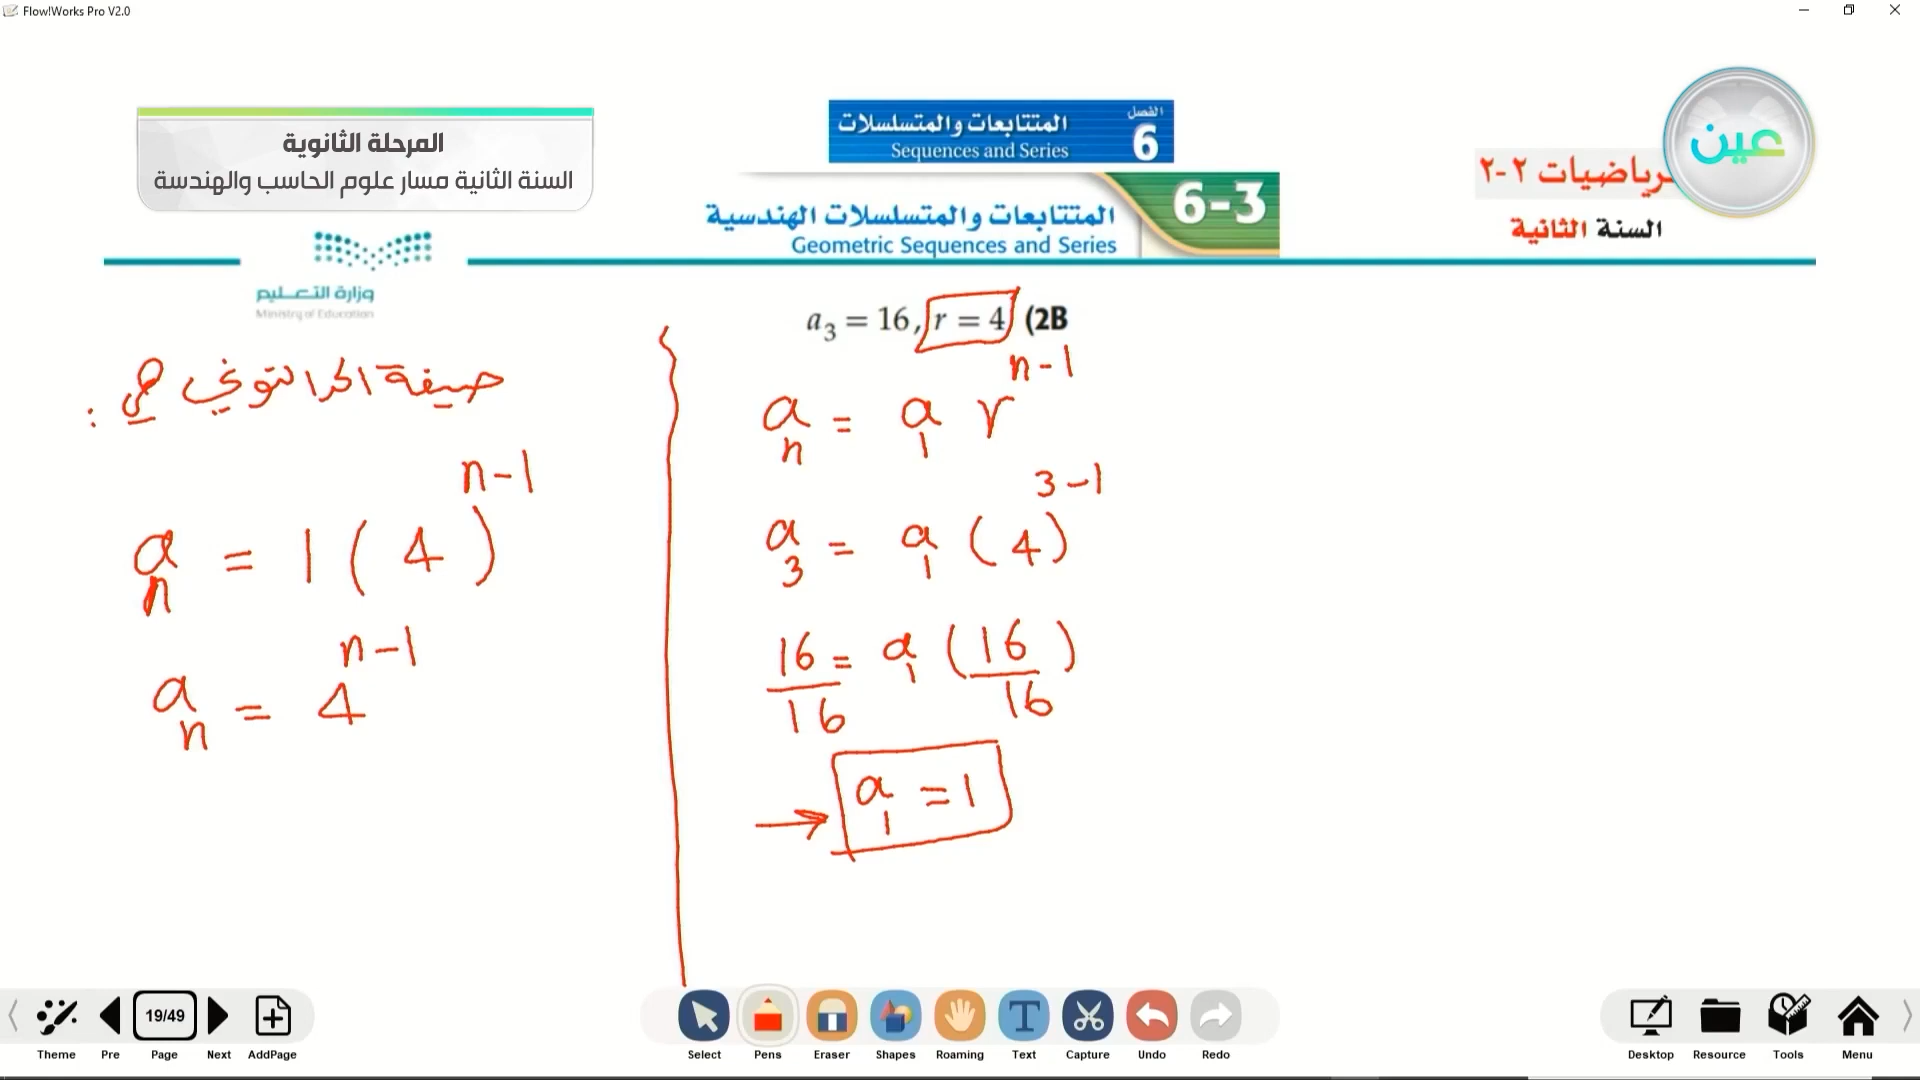 Flow!Works Pro V2.0
المرحلة الثانوية
السنة الثانية مسار علوم الحاسب والهندسة
وزارة التعـليم
Ministry of Education
الفصل
6
المتتابعات والمتسلسلات
Sequences and Series
6-3
المتتابعات والمتسلسلات الهندسية
Geometric Sequences and Series
عين
رياضيات ٢-٢
السنة الثانية
a₃ = 16, r = 4 (2B
aₙ = a₁ rⁿ⁻¹
a₃ = a₁ (4)³⁻¹
16/16 = a₁ (16/16)
→ a₁ = 1
صيغة الحد النوني هي :
aₙ = 1 (4)ⁿ⁻¹
aₙ = 4ⁿ⁻¹
19/49
Theme Pre Page Next AddPage
Select Pens Eraser Shapes Roaming Text Capture Undo Redo
Desktop Resource Tools Menu